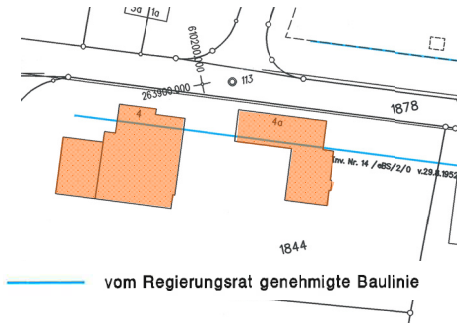 3a 1a
610200.000
263900.000
113
1878
4
4a
Inv. Nr. 14 /eBS/2/0 v.29.8.1952
1844
vom Regierungsrat genehmigte Baulinie